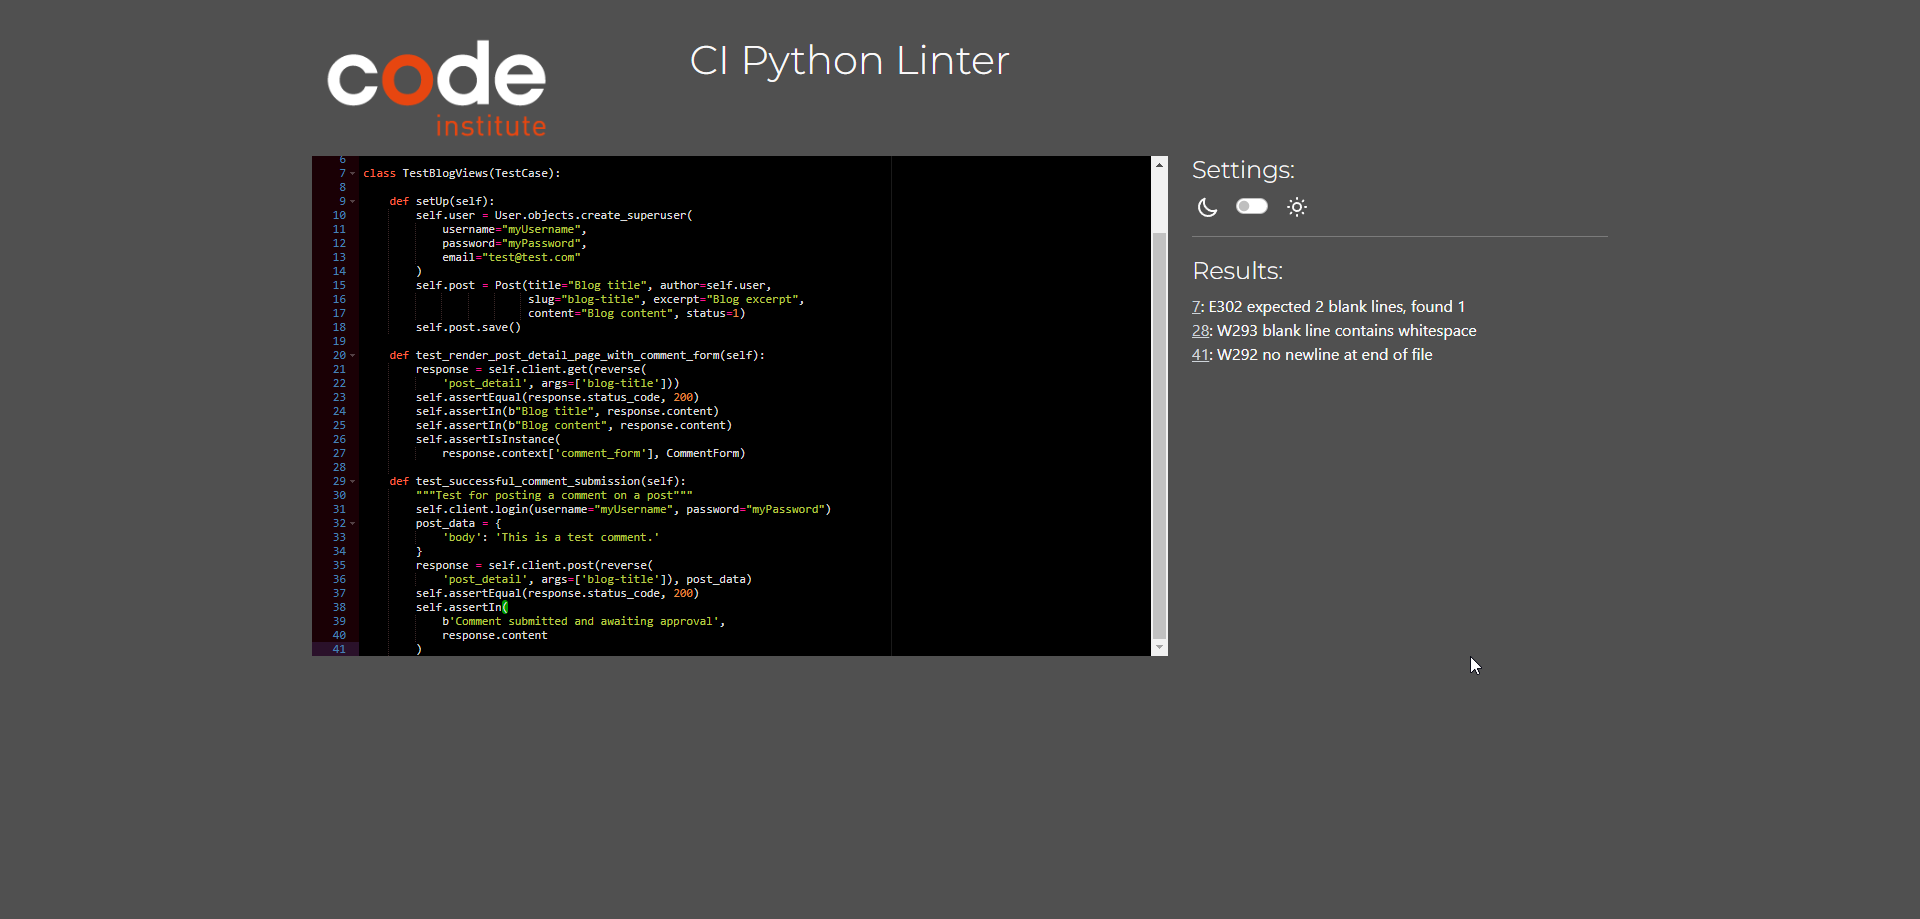 code
institute
CI Python Linter
6
7 class TestBlogViews(TestCase):
8
9 def setUp(self):
10 self.user = User.objects.create_superuser(
11 username="myUsername",
12 password="myPassword",
13 email="test@test.com"
14 )
15 self.post = Post(title="Blog title", author=self.user,
16 slug="blog-title", excerpt="Blog excerpt",
17 content="Blog content", status=1)
18 self.post.save()
19
20 def test_render_post_detail_page_with_comment_form(self):
21 response = self.client.get(reverse(
22 'post_detail', args=['blog-title']))
23 self.assertEqual(response.status_code, 200)
24 self.assertIn(b"Blog title", response.content)
25 self.assertIn(b"Blog content", response.content)
26 self.assertIsInstance(
27 response.context['comment_form'], CommentForm)
28
29 def test_successful_comment_submission(self):
30 """Test for posting a comment on a post"""
31 self.client.login(username="myUsername", password="myPassword")
32 post_data = {
33 'body': 'This is a test comment.'
34 }
35 response = self.client.post(reverse(
36 'post_detail', args=['blog-title']), post_data)
37 self.assertEqual(response.status_code, 200)
38 self.assertIn(
39 b'Comment submitted and awaiting approval',
40 response.content
41 )
Settings:
Results:
7: E302 expected 2 blank lines, found 1
28: W293 blank line contains whitespace
41: W292 no newline at end of file